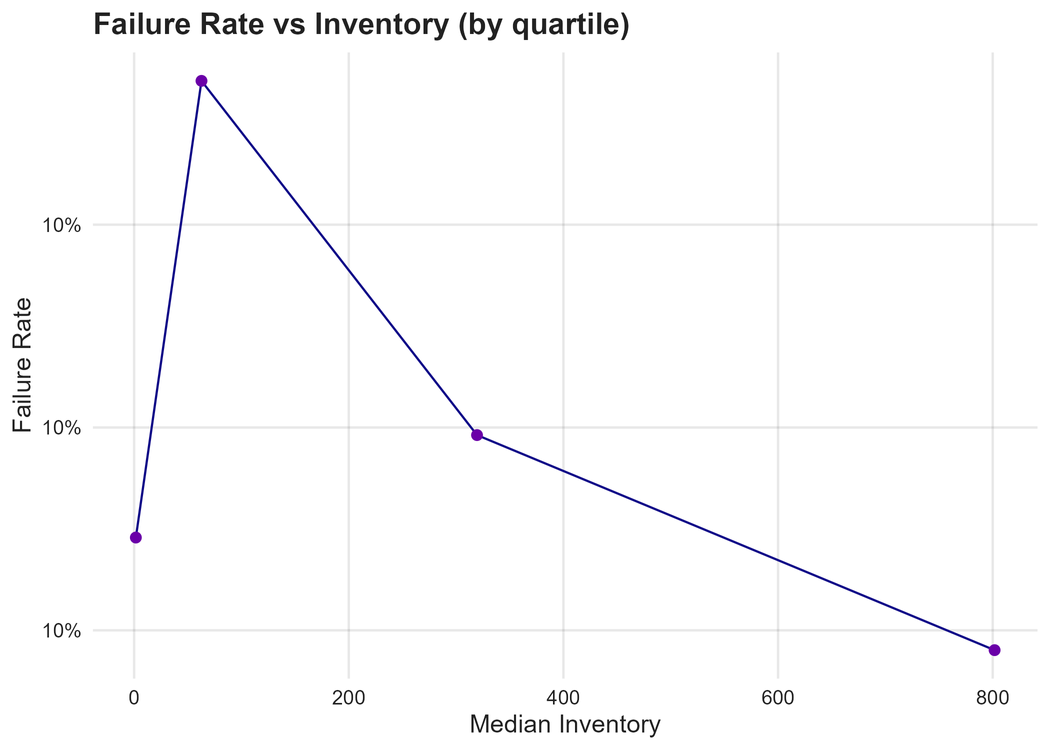 Failure Rate vs Inventory (by quartile)
10%
10%
10%
Failure Rate
0 200 400 600 800
Median Inventory